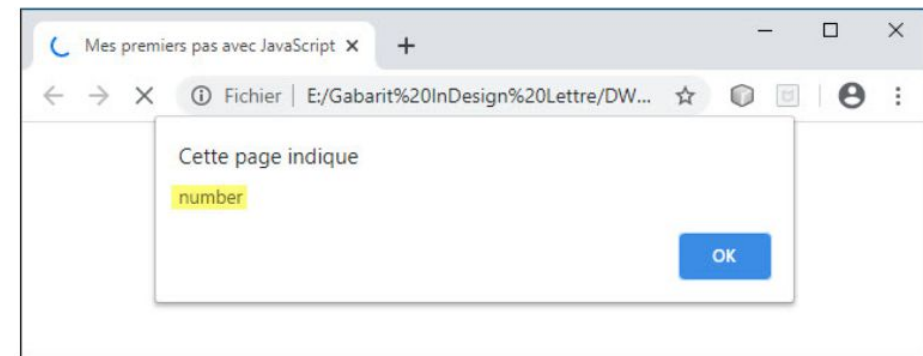 Mes premiers pas avec JavaScript
Fichier | E:/Gabarit%20InDesign%20Lettre/DW...
Cette page indique
number
OK